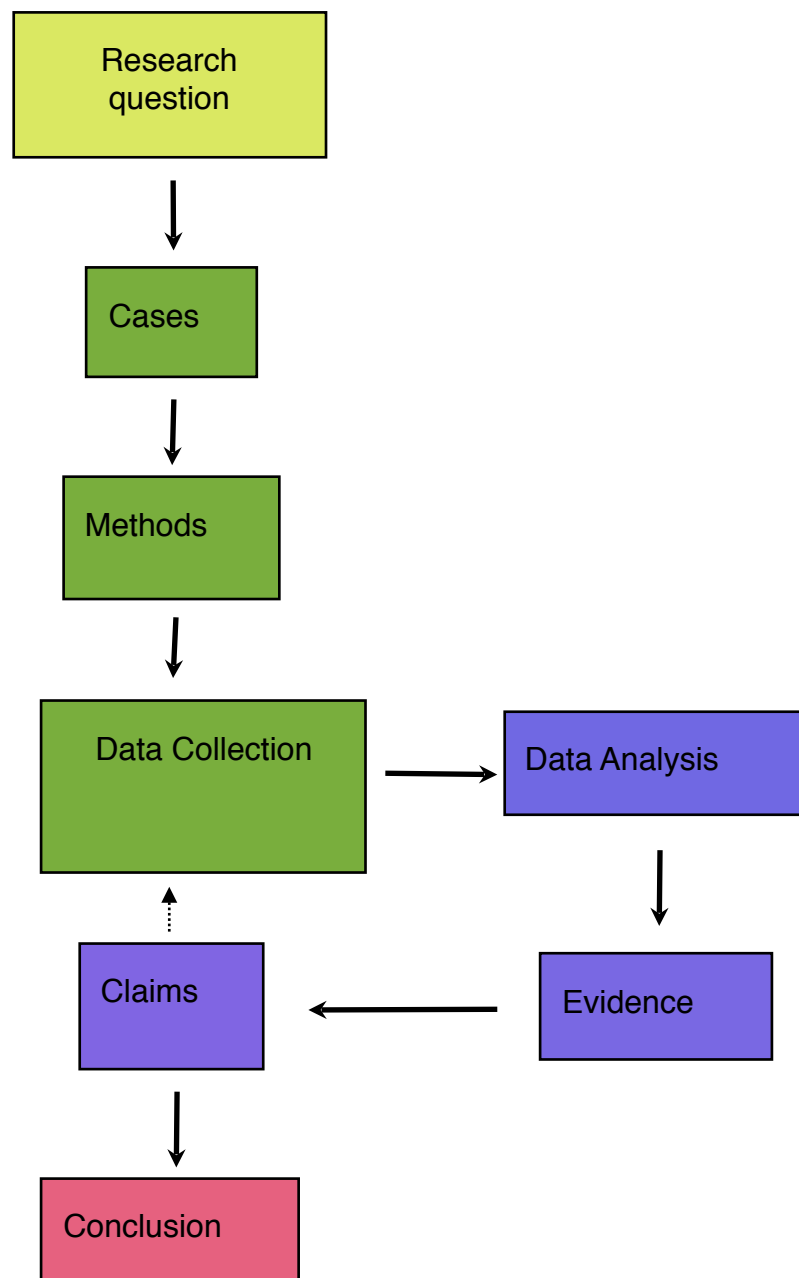 Research
question
Cases
Methods
Data Collection
Data Analysis
Evidence
Claims
Conclusion